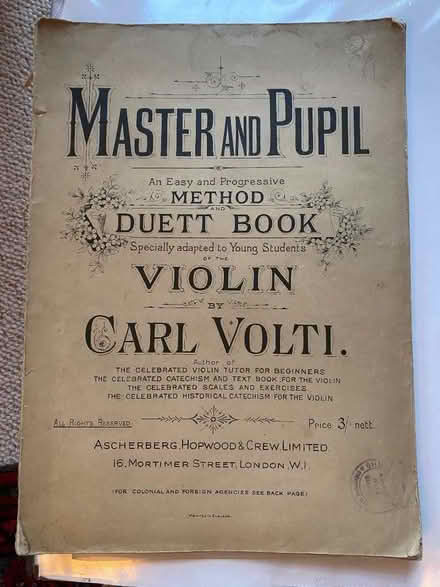 MASTER AND PUPIL
An Easy and Progressive
METHOD
AND
DUETT BOOK
Specially adapted to Young Students
OF THE
VIOLIN
BY
CARL VOLTI.
Author of
THE CELEBRATED VIOLIN TUTOR FOR BEGINNERS
THE CELEBRATED CATECHISM AND TEXT BOOK FOR THE VIOLIN
THE CELEBRATED SCALES AND EXERCISES
THE CELEBRATED HISTORICAL CATECHISM FOR THE VIOLIN
ALL RIGHTS RESERVED. Price 3/- nett.
ASCHERBERG, HOPWOOD & CREW, LIMITED.
16, MORTIMER STREET, LONDON, W.1.
(FOR COLONIAL AND FOREIGN AGENCIES SEE BACK PAGE)